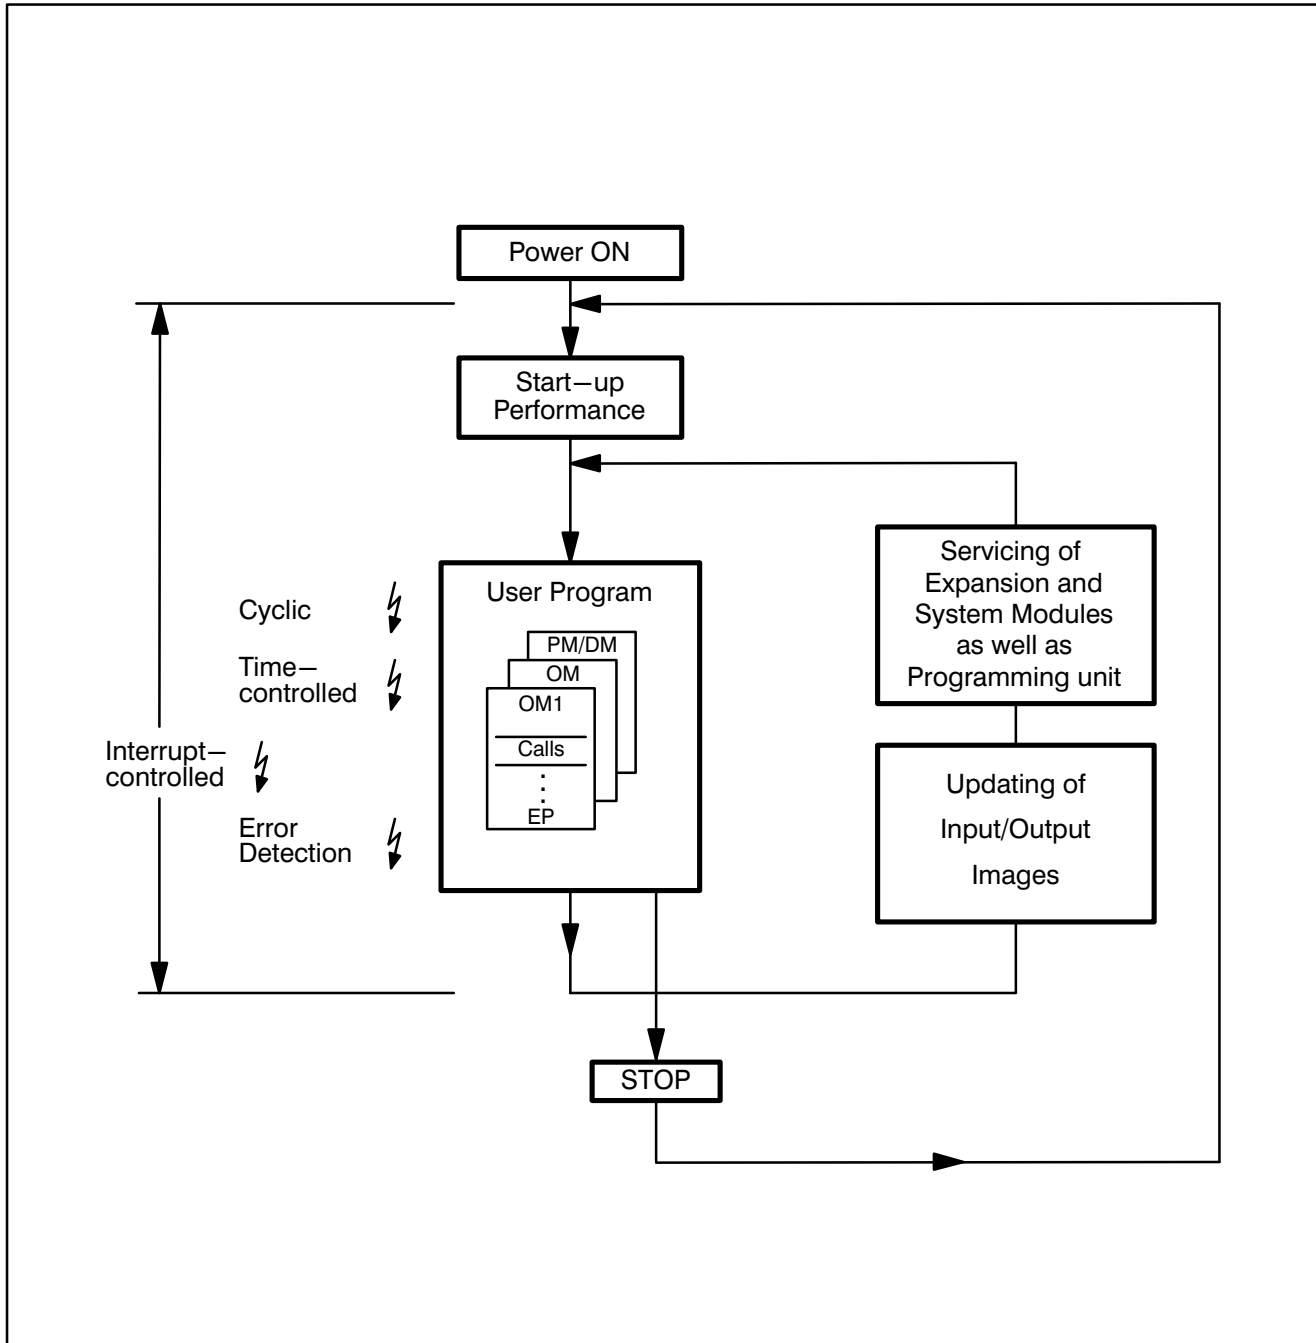 Power ON
Start—up
Performance
User Program
PM/DM
OM
OM1
Calls
EP
Cyclic
Time—
controlled
Interrupt—
controlled
Error
Detection
Servicing of
Expansion and
System Modules
as well as
Programming unit
Updating of
Input/Output
Images
STOP